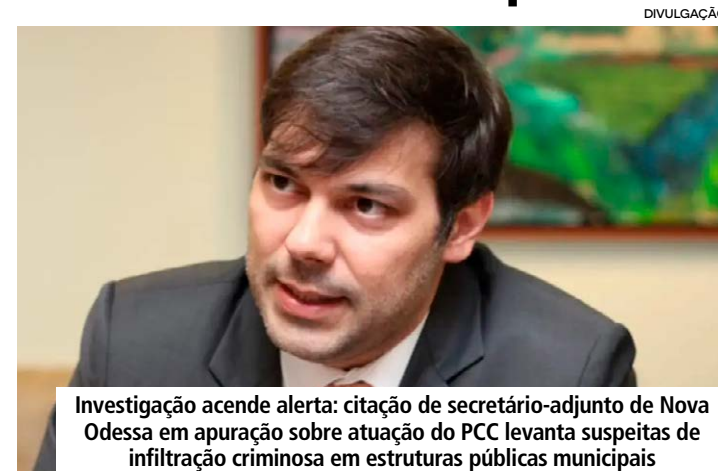 DIVULGAÇÃO
Investigação acende alerta: citação de secretário-adjunto de Nova
Odessa em apuração sobre atuação do PCC levanta suspeitas de
infiltração criminosa em estruturas públicas municipais